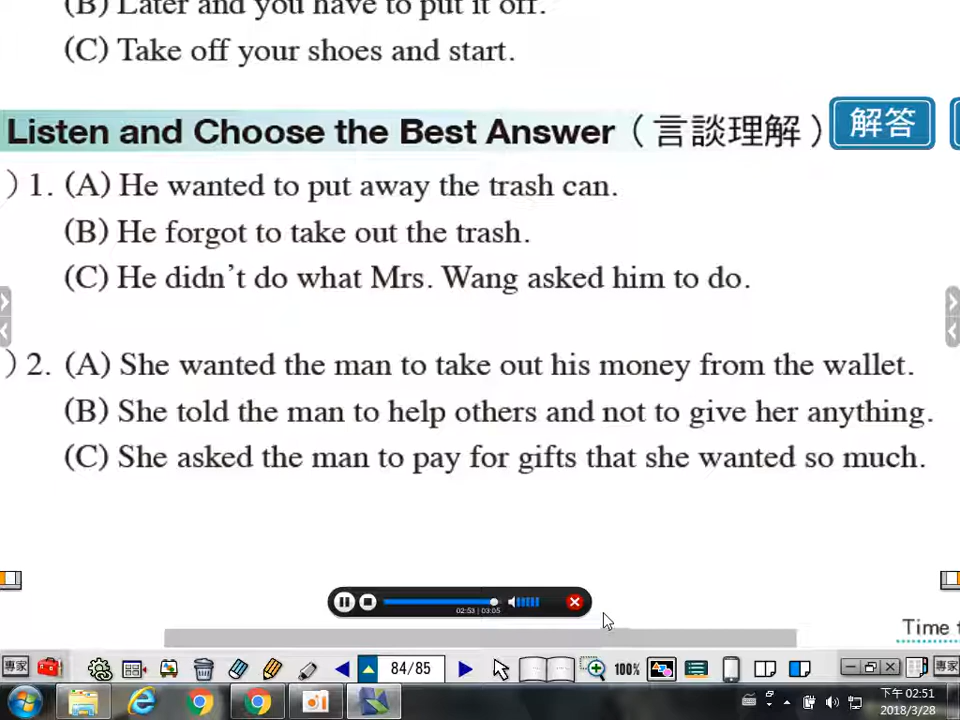 (B) Later and you have to put it off.
(C) Take off your shoes and start.
Listen and Choose the Best Answer（言談理解） 解答
) 1. (A) He wanted to put away the trash can.
(B) He forgot to take out the trash.
(C) He didn't do what Mrs. Wang asked him to do.
) 2. (A) She wanted the man to take out his money from the wallet.
(B) She told the man to help others and not to give her anything.
(C) She asked the man to pay for gifts that she wanted so much.
02:53 | 03:05
Time t
專家 84/85 100% 專家
下午 02:51
2018/3/28